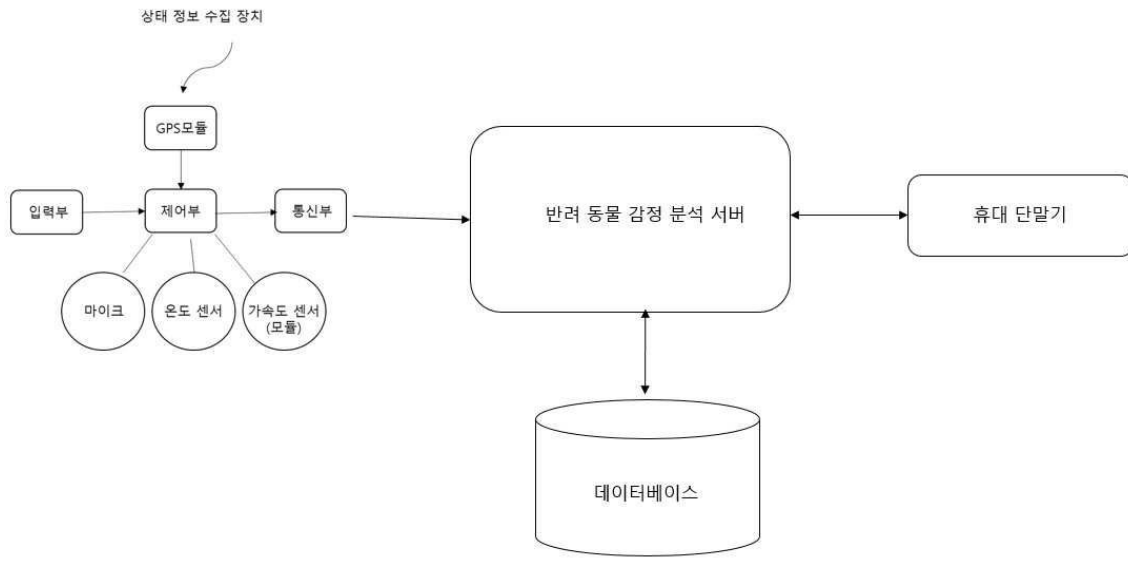 상태 정보 수집 장치
GPS모듈
입력부
제어부
통신부
마이크
온도 센서
가속도 센서
(모듈)
반려 동물 감정 분석 서버
휴대 단말기
데이터베이스